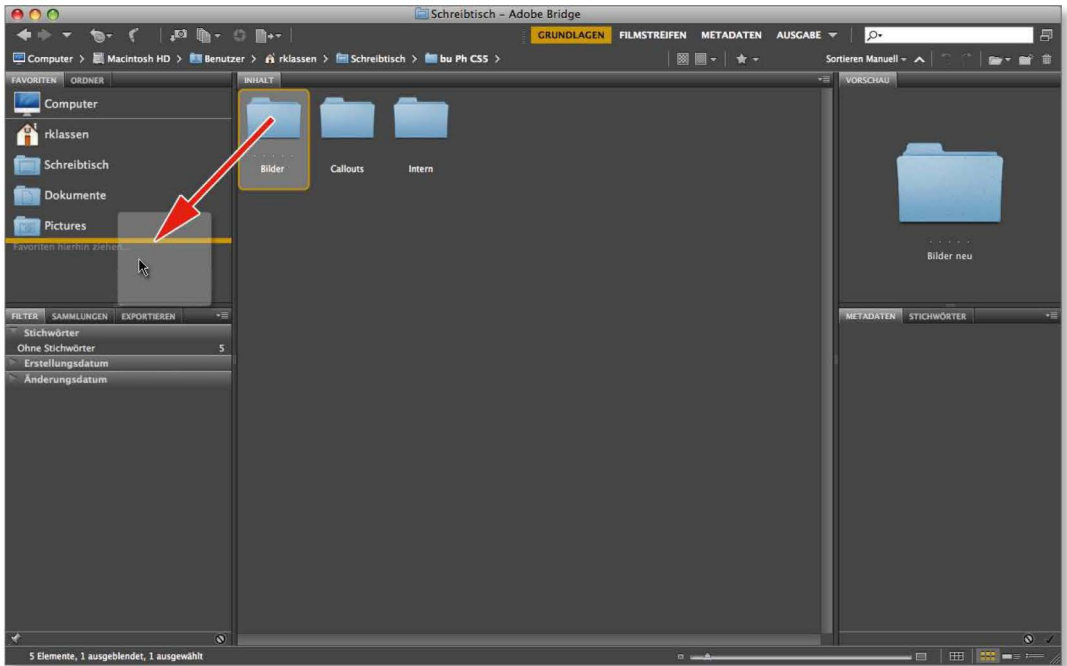 Schreibtisch – Adobe Bridge
GRUNDLAGEN FILMSTREIFEN METADATEN AUSGABE
Computer > Macintosh HD > Benutzer > rklassen > Schreibtisch > bu Ph CS5 >
Sortieren Manuell
FAVORITEN ORDNER
INHALT
VORSCHAU
Computer
rklassen
Schreibtisch
Dokumente
Pictures
Favoriten hierhin ziehen...
Bilder
Callouts
Intern
Bilder neu
FILTER SAMMLUNGEN EXPORTIEREN
METADATEN STICHWÖRTER
Stichwörter
Ohne Stichwörter 5
Erstellungsdatum
Änderungsdatum
5 Elemente, 1 ausgeblendet, 1 ausgewählt